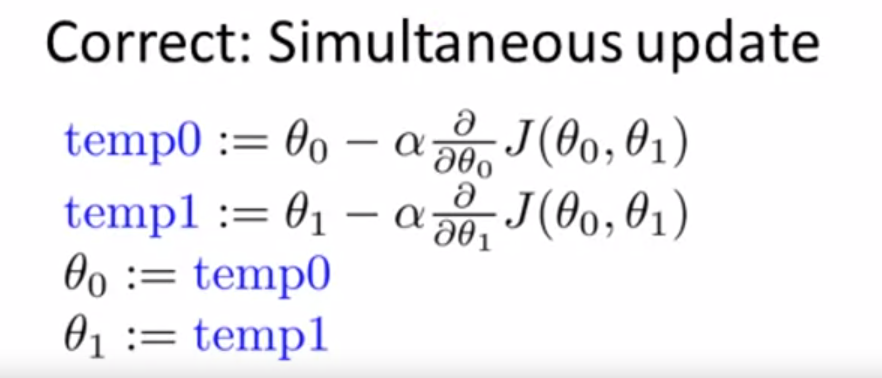 Correct: Simultaneous update
temp0 := θ₀ − α ∂/∂θ₀ J(θ₀, θ₁)
temp1 := θ₁ − α ∂/∂θ₁ J(θ₀, θ₁)
θ₀ := temp0
θ₁ := temp1